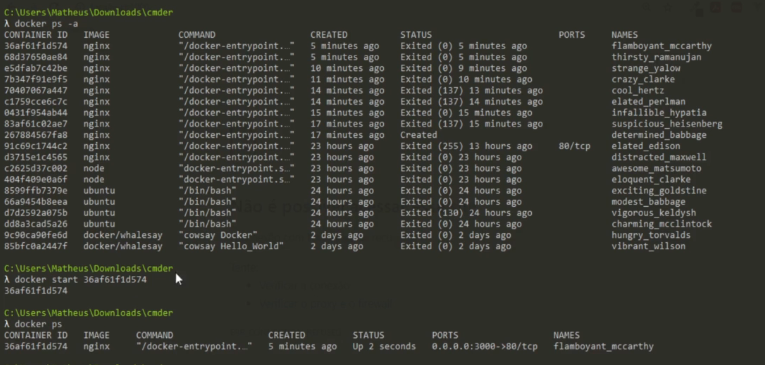 C:\Users\Matheus\Downloads\cmder
λ docker ps -a
CONTAINER ID   IMAGE             COMMAND                  CREATED          STATUS                        PORTS     NAMES
36af61f1d574   nginx             "/docker-entrypoint.…"   5 minutes ago    Exited (0) 5 minutes ago                flamboyant_mccarthy
68d37650ae84   nginx             "/docker-entrypoint.…"   5 minutes ago    Exited (0) 5 minutes ago                thirsty_ramanujan
e5dfab7c42be   nginx             "/docker-entrypoint.…"   10 minutes ago   Exited (0) 9 minutes ago                strange_yalow
7b347f91e9f5   nginx             "/docker-entrypoint.…"   11 minutes ago   Exited (0) 10 minutes ago               crazy_clarke
70407067a447   nginx             "/docker-entrypoint.…"   14 minutes ago   Exited (137) 13 minutes ago             cool_hertz
c1759cce6c7c   nginx             "/docker-entrypoint.…"   14 minutes ago   Exited (137) 14 minutes ago             elated_perlman
0431f954ab44   nginx             "/docker-entrypoint.…"   15 minutes ago   Exited (0) 15 minutes ago               infallible_hypatia
83af61c02ae7   nginx             "/docker-entrypoint.…"   15 minutes ago   Exited (137) 15 minutes ago             suspicious_heisenberg
267884567fa8   nginx             "/docker-entrypoint.…"   17 minutes ago   Created                                 determined_babbage
91c69c1744c2   nginx             "/docker-entrypoint.…"   23 hours ago     Exited (255) 13 hours ago     80/tcp    elated_edison
d3715e1c4565   nginx             "/docker-entrypoint.…"   23 hours ago     Exited (0) 23 hours ago                 distracted_maxwell
c2625d37c002   node              "docker-entrypoint.s…"   23 hours ago     Exited (0) 23 hours ago                 awesome_matsumoto
404f409e0a6f   node              "docker-entrypoint.s…"   23 hours ago     Exited (0) 23 hours ago                 eloquent_clarke
8599ffb7379e   ubuntu            "/bin/bash"              24 hours ago     Exited (0) 24 hours ago                 exciting_goldstine
66a9454b8eea   ubuntu            "/bin/bash"              24 hours ago     Exited (0) 24 hours ago                 modest_babbage
d7d2592a075b   ubuntu            "/bin/bash"              24 hours ago     Exited (130) 24 hours ago               vigorous_keldysh
dd8a3cad5a26   ubuntu            "/bin/bash"              24 hours ago     Exited (0) 24 hours ago                 charming_mcclintock
9c90ca90fe6d   docker/whalesay   "cowsay Docker"          2 days ago       Exited (0) 2 days ago                   hungry_torvalds
85bfc0a2447f   docker/whalesay   "cowsay Hello_World"     2 days ago       Exited (0) 2 days ago                   vibrant_wilson
C:\Users\Matheus\Downloads\cmder
λ docker start 36af61f1d574
36af61f1d574
C:\Users\Matheus\Downloads\cmder
λ docker ps
CONTAINER ID   IMAGE     COMMAND                  CREATED         STATUS         PORTS                  NAMES
36af61f1d574   nginx     "/docker-entrypoint.…"   5 minutes ago   Up 2 seconds   0.0.0.0:3000->80/tcp   flamboyant_mccarthy